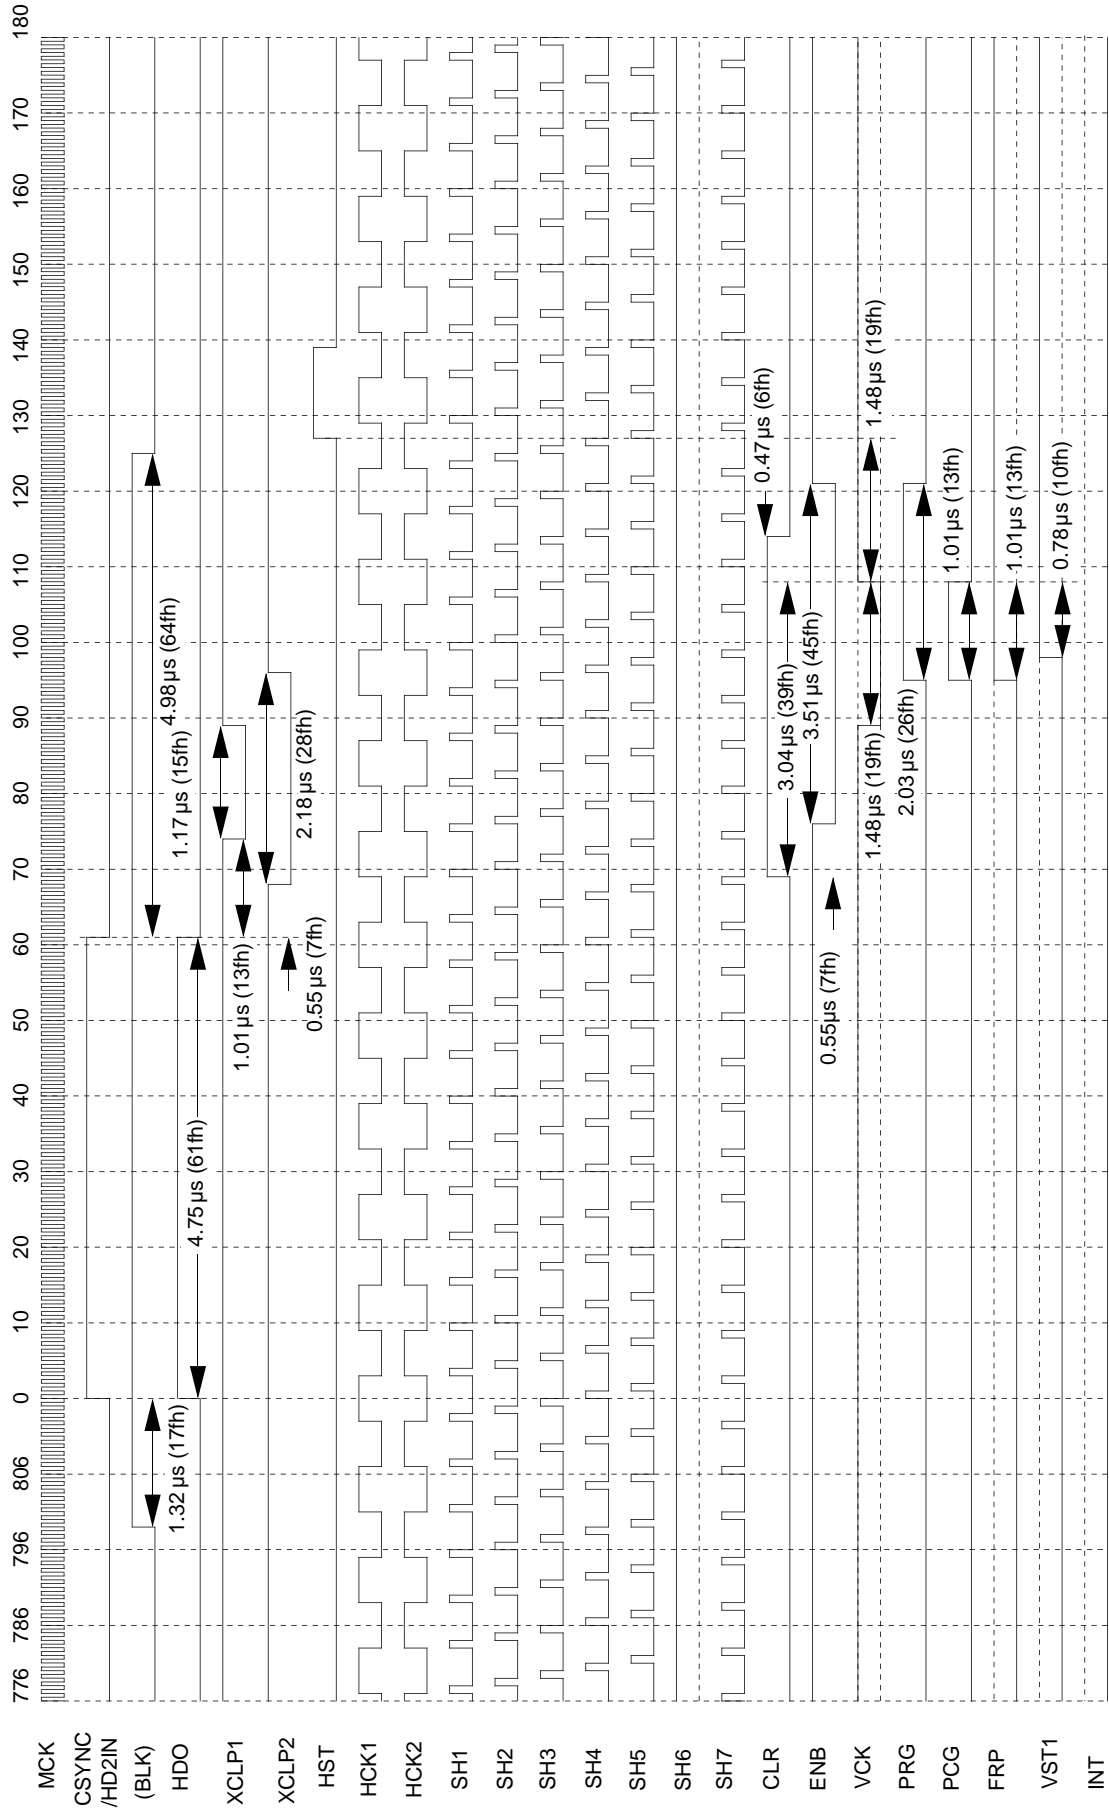 MCK
CSYNC
/HD2IN
(BLK)
HDO
XCLP1
XCLP2
HST
HCK1
HCK2
SH1
SH2
SH3
SH4
SH5
SH6
SH7
CLR
ENB
VCK
PRG
PCG
FRP
VST1
INT
776
786
796
806
0
10
20
30
40
50
60
70
80
90
100
110
120
130
140
150
160
170
180
1.32 µs (17fh)
4.98 µs (64fh)
4.75 µs (61fh)
1.17 µs (15fh)
1.01 µs (13fh)
2.18 µs (28fh)
0.55 µs (7fh)
0.47 µs (6fh)
3.04 µs (39fh)
3.51 µs (45fh)
0.55µs (7fh)
1.48 µs (19fh)
1.48 µs (19fh)
2.03 µs (26fh)
1.01 µs (13fh)
1.01 µs (13fh)
0.78 µs (10fh)